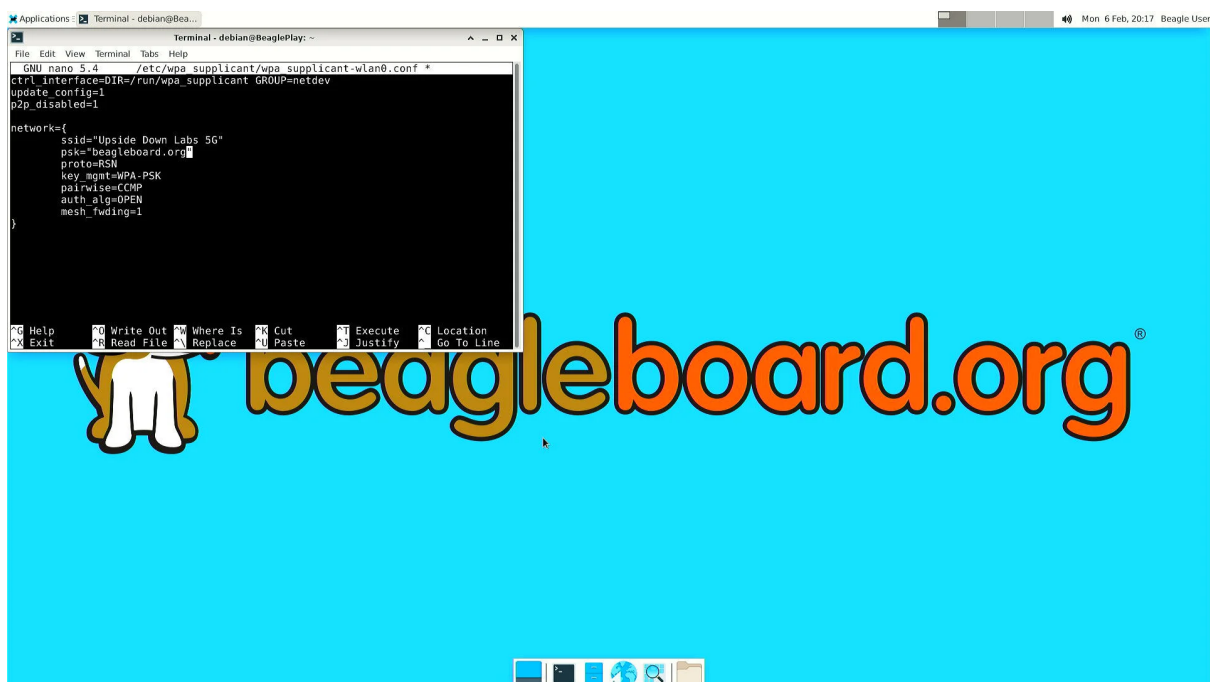 Applications Terminal - debian@Bea... Mon 6 Feb, 20:17 Beagle User
Terminal - debian@BeaglePlay: ~
File Edit View Terminal Tabs Help
GNU nano 5.4 /etc/wpa_supplicant/wpa_supplicant-wlan0.conf *
ctrl_interface=DIR=/run/wpa_supplicant GROUP=netdev
update_config=1
p2p_disabled=1
network={
ssid="Upside Down Labs 5G"
psk="beagleboard.org"
proto=RSN
key_mgmt=WPA-PSK
pairwise=CCMP
auth_alg=OPEN
mesh_fwding=1
}
^G Help ^O Write Out ^W Where Is ^K Cut ^T Execute ^C Location
^X Exit ^R Read File ^\ Replace ^U Paste ^J Justify ^_ Go To Line
beagleboard.org®